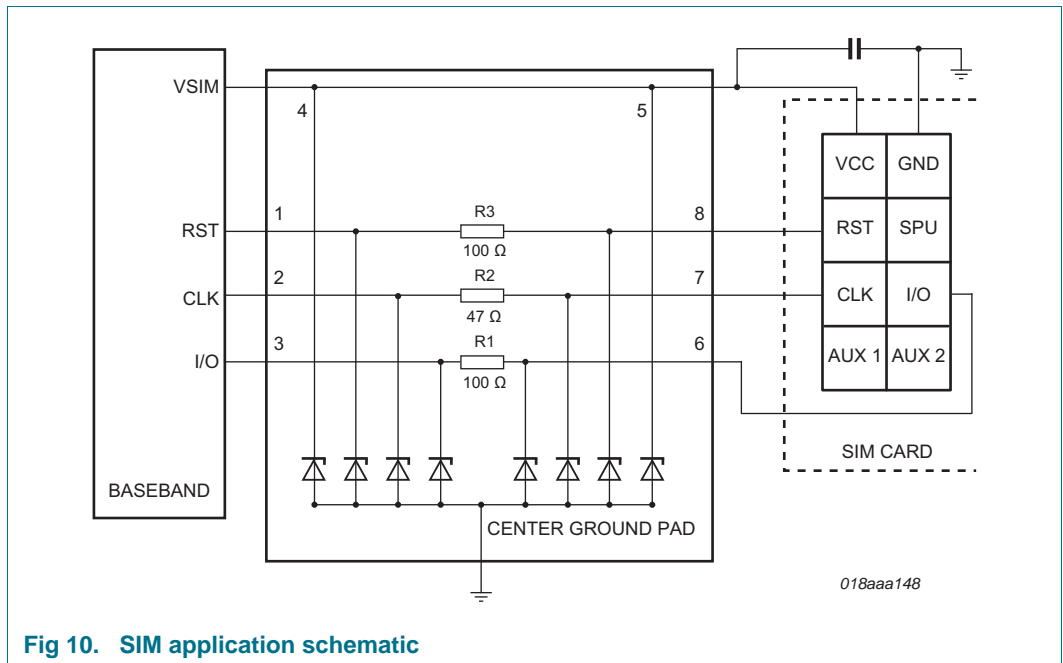 VSIM
4
5
VCC
GND
RST
1
R3
100 Ω
8
RST
SPU
CLK
2
R2
47 Ω
7
CLK
I/O
I/O
3
R1
100 Ω
6
AUX 1
AUX 2
SIM CARD
BASEBAND
CENTER GROUND PAD
018aaa148
Fig 10. SIM application schematic